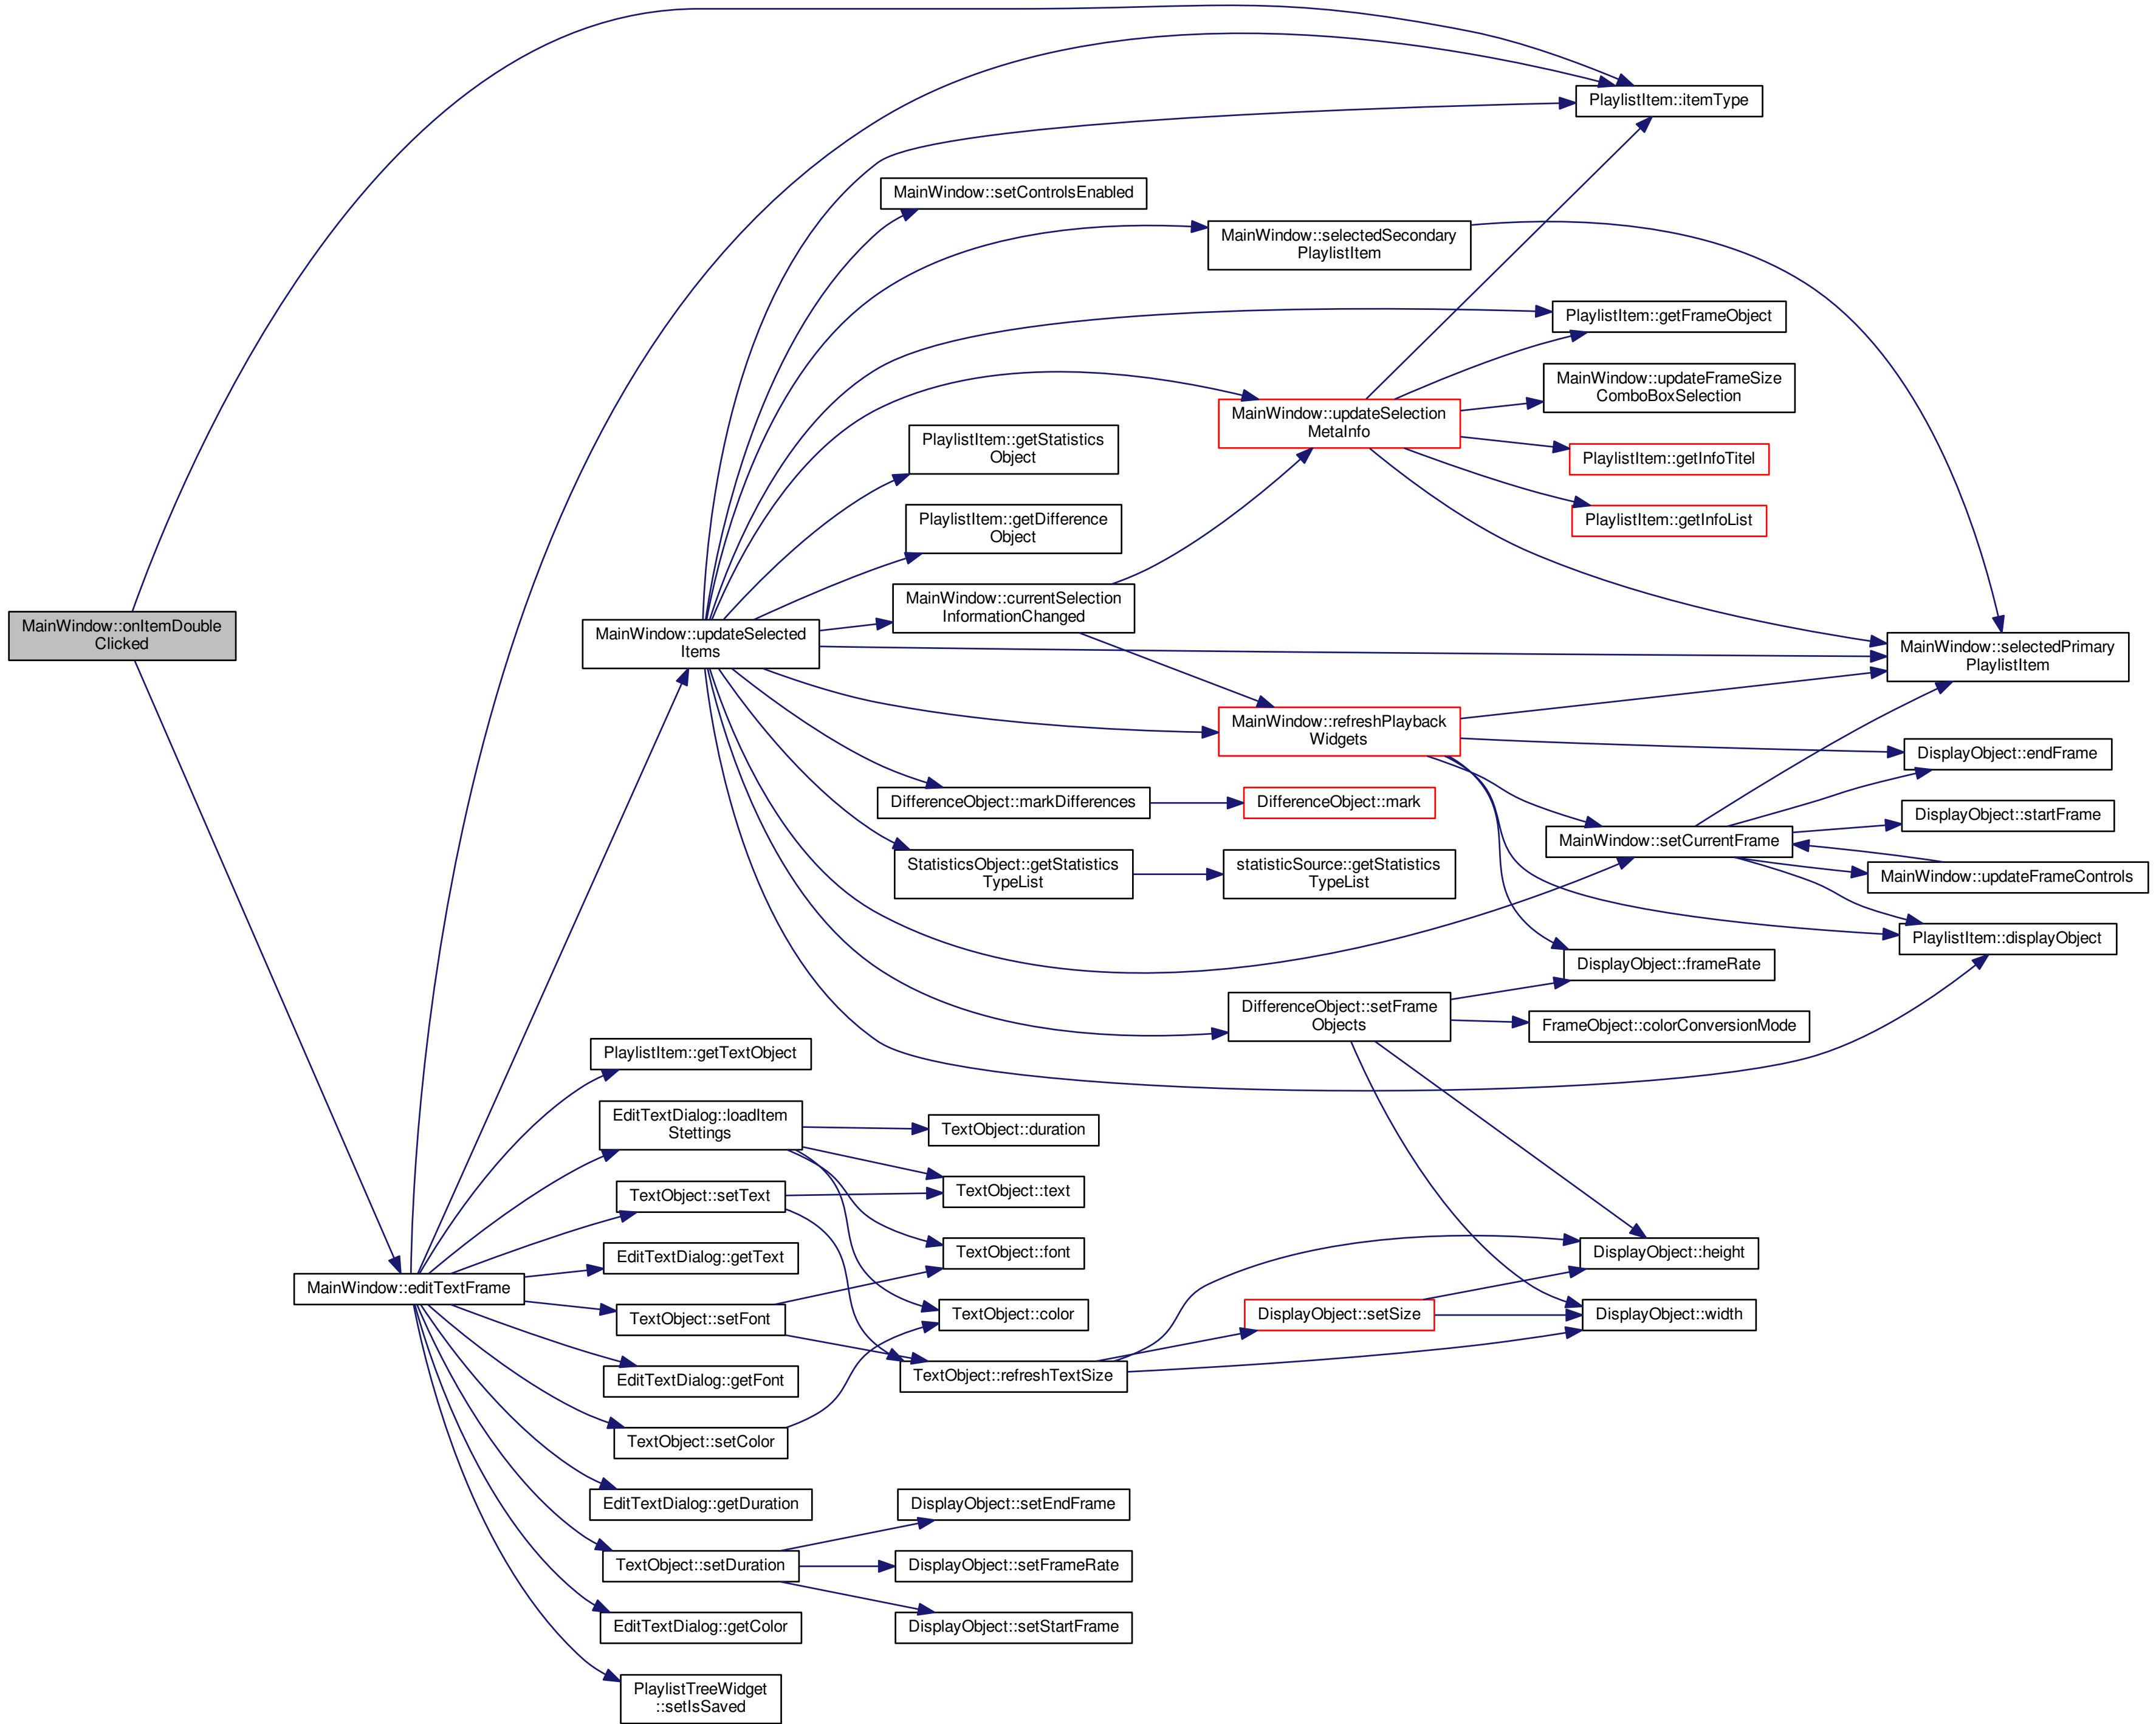 MainWindow::onItemDouble
Clicked
MainWindow::editTextFrame
MainWindow::updateSelected
Items
PlaylistItem::getTextObject
EditTextDialog::loadItem
Stettings
TextObject::setText
EditTextDialog::getText
TextObject::setFont
EditTextDialog::getFont
TextObject::setColor
EditTextDialog::getDuration
TextObject::setDuration
EditTextDialog::getColor
PlaylistTreeWidget
::setIsSaved
MainWindow::setControlsEnabled
PlaylistItem::getStatistics
Object
PlaylistItem::getDifference
Object
MainWindow::currentSelection
InformationChanged
DifferenceObject::markDifferences
StatisticsObject::getStatistics
TypeList
TextObject::duration
TextObject::text
TextObject::font
TextObject::color
TextObject::refreshTextSize
DisplayObject::setEndFrame
DisplayObject::setFrameRate
DisplayObject::setStartFrame
MainWindow::selectedSecondary
PlaylistItem
MainWindow::updateSelection
MetaInfo
MainWindow::refreshPlayback
Widgets
DifferenceObject::mark
statisticSource::getStatistics
TypeList
DifferenceObject::setFrame
Objects
DisplayObject::setSize
PlaylistItem::itemType
PlaylistItem::getFrameObject
MainWindow::updateFrameSize
ComboBoxSelection
PlaylistItem::getInfoTitel
PlaylistItem::getInfoList
MainWindow::setCurrentFrame
DisplayObject::frameRate
FrameObject::colorConversionMode
DisplayObject::height
DisplayObject::width
MainWindow::selectedPrimary
PlaylistItem
DisplayObject::endFrame
DisplayObject::startFrame
MainWindow::updateFrameControls
PlaylistItem::displayObject